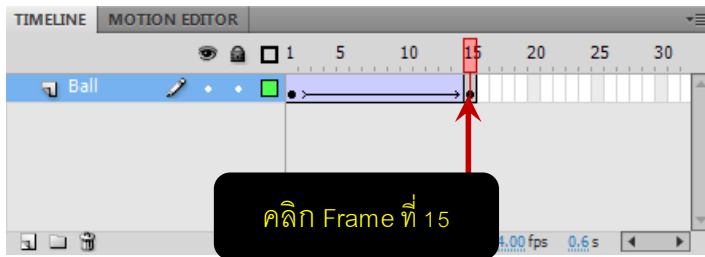 TIMELINE MOTION EDITOR
1 5 10 15 20 25 30
Ball
คลิก Frame ที่ 15
4.00 fps 0.6 s